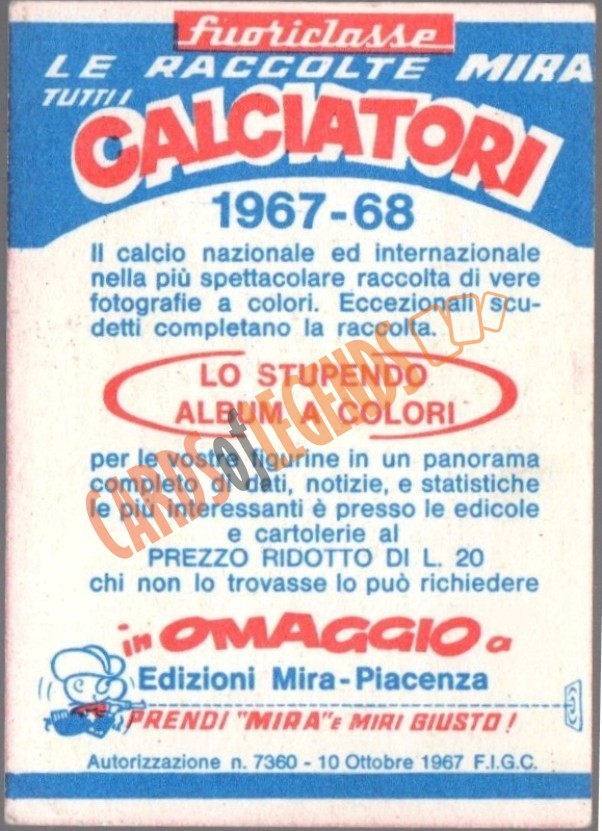 fuoriclasse
LE RACCOLTE MIRA
TUTTI I
CALCIATORI
1967-68
Il calcio nazionale ed internazionale
nella più spettacolare raccolta di vere
fotografie a colori. Eccezionali scu-
detti completano la raccolta.
LO STUPENDO
ALBUM A COLORI
per le vostre figurine in un panorama
completo di dati, notizie, e statistiche
le più interessanti è presso le edicole
e cartolerie al
PREZZO RIDOTTO DI L. 20
chi non lo trovasse lo può richiedere
in OMAGGIO a
Edizioni Mira-Piacenza
PRENDI "MIRA" E MIRI GIUSTO!
Autorizzazione n. 7360 - 10 Ottobre 1967 F.I.G.C.
CARDS of LEGENDS